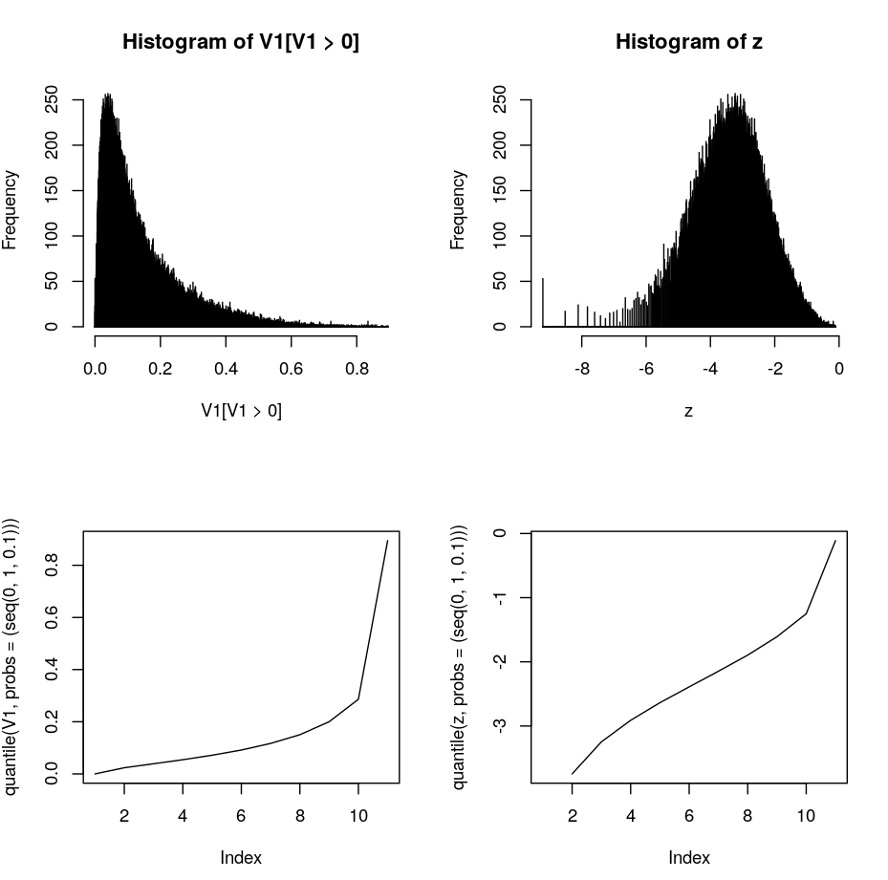 Histogram of V1[V1 > 0]
Frequency
0
50
100
150
200
250
0.0 0.2 0.4 0.6 0.8
V1[V1 > 0]
Histogram of z
Frequency
0
50
100
150
200
250
-8 -6 -4 -2 0
z
quantile(V1, probs = (seq(0, 1, 0.1)))
0.0
0.2
0.4
0.6
0.8
2 4 6 8 10
Index
quantile(z, probs = (seq(0, 1, 0.1)))
-3
-2
-1
0
2 4 6 8 10
Index